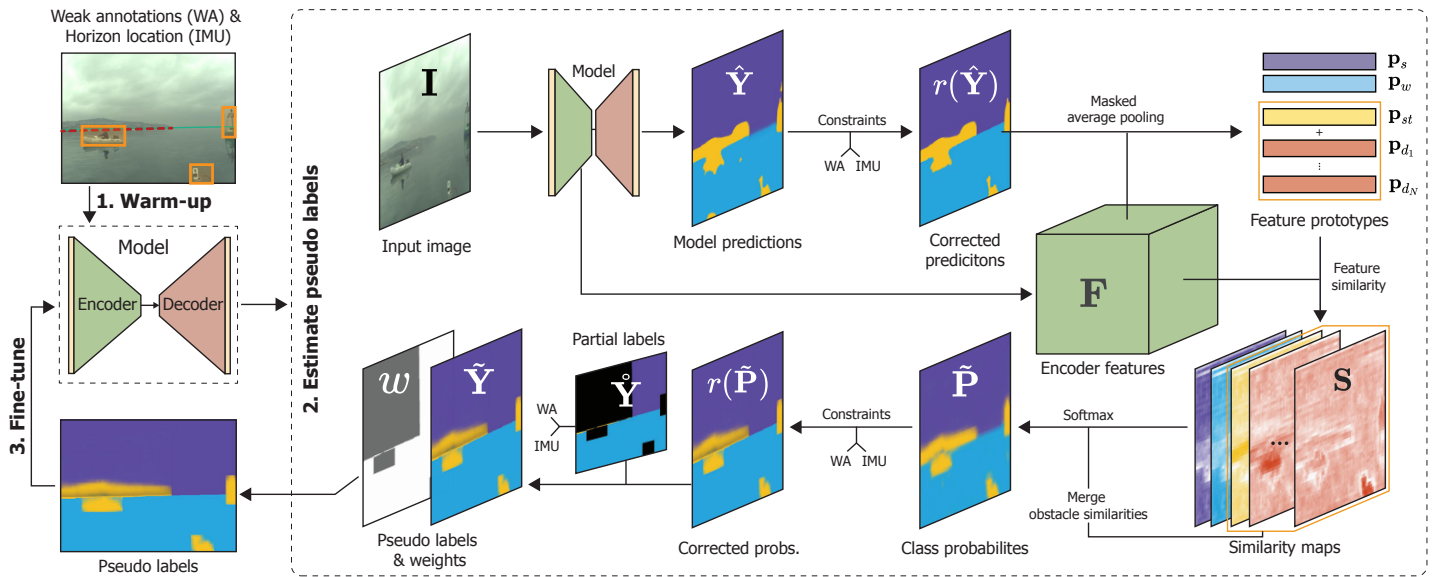 Weak annotations (WA) &
Horizon location (IMU)
1. Warm-up
Model
Encoder
Decoder
3. Fine-tune
Pseudo labels
2. Estimate pseudo labels
I
Input image
Model
Ŷ
Model predictions
Constraints
WA IMU
r(Ŷ)
Corrected
predicitons
Masked
average pooling
p_s
p_w
p_st
+
p_d_1
⋮
p_d_N
Feature prototypes
F
Encoder features
Feature
similarity
S
...
Similarity maps
Softmax
Merge
obstacle similarities
P̃
Class probabilites
Constraints
WA IMU
r(P̃)
Corrected probs.
Partial labels
Y̊
WA
IMU
w
Ỹ
Pseudo labels
& weights